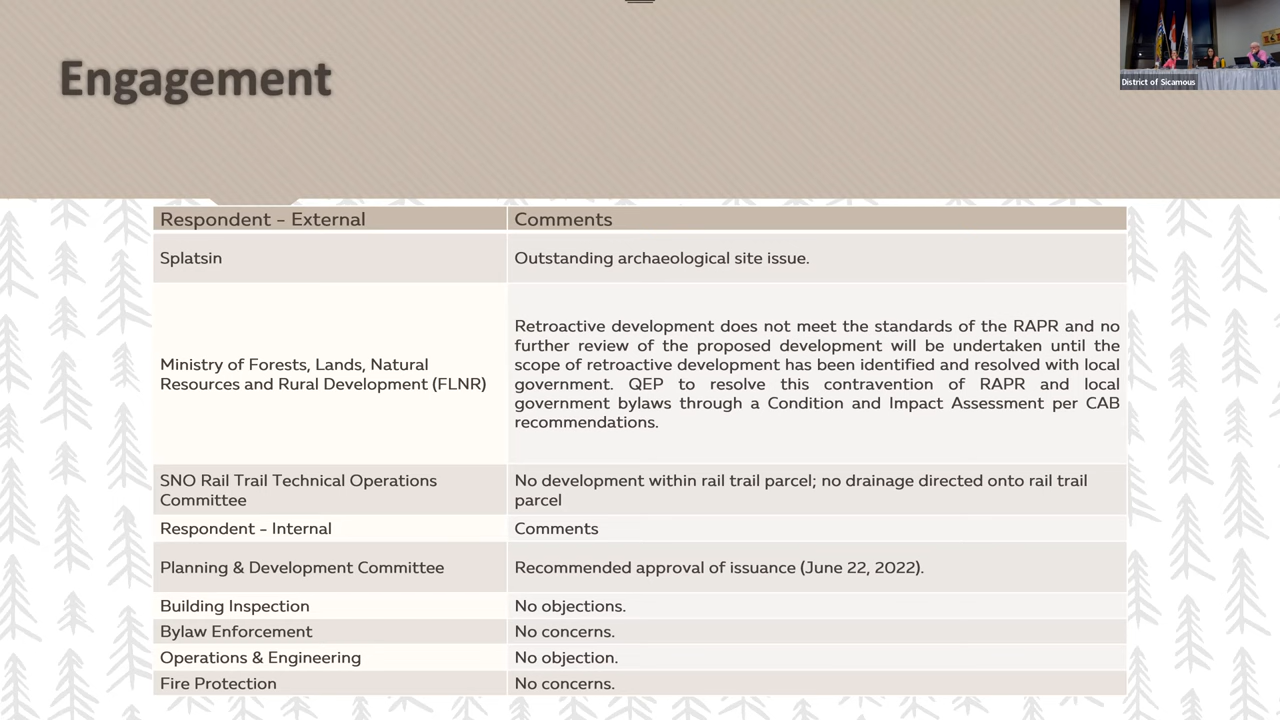 Engagement
District of Sicamous
Respondent - External
Comments
Splatsin
Outstanding archaeological site issue.
Ministry of Forests, Lands, Natural
Resources and Rural Development (FLNR)
Retroactive development does not meet the standards of the RAPR and no
further review of the proposed development will be undertaken until the
scope of retroactive development has been identified and resolved with local
government. QEP to resolve this contravention of RAPR and local
government bylaws through a Condition and Impact Assessment per CAB
recommendations.
SNO Rail Trail Technical Operations
Committee
No development within rail trail parcel; no drainage directed onto rail trail
parcel
Respondent - Internal
Comments
Planning & Development Committee
Recommended approval of issuance (June 22, 2022).
Building Inspection
No objections.
Bylaw Enforcement
No concerns.
Operations & Engineering
No objection.
Fire Protection
No concerns.